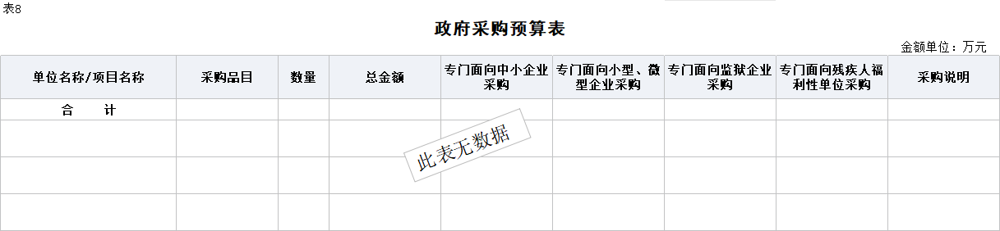 表8
政府采购预算表
金额单位：万元
单位名称/项目名称 采购品目 数量 总金额 专门面向中小企业采购 专门面向小型、微型企业采购 专门面向监狱企业采购 专门面向残疾人福利性单位采购 采购说明
合 计
此表无数据